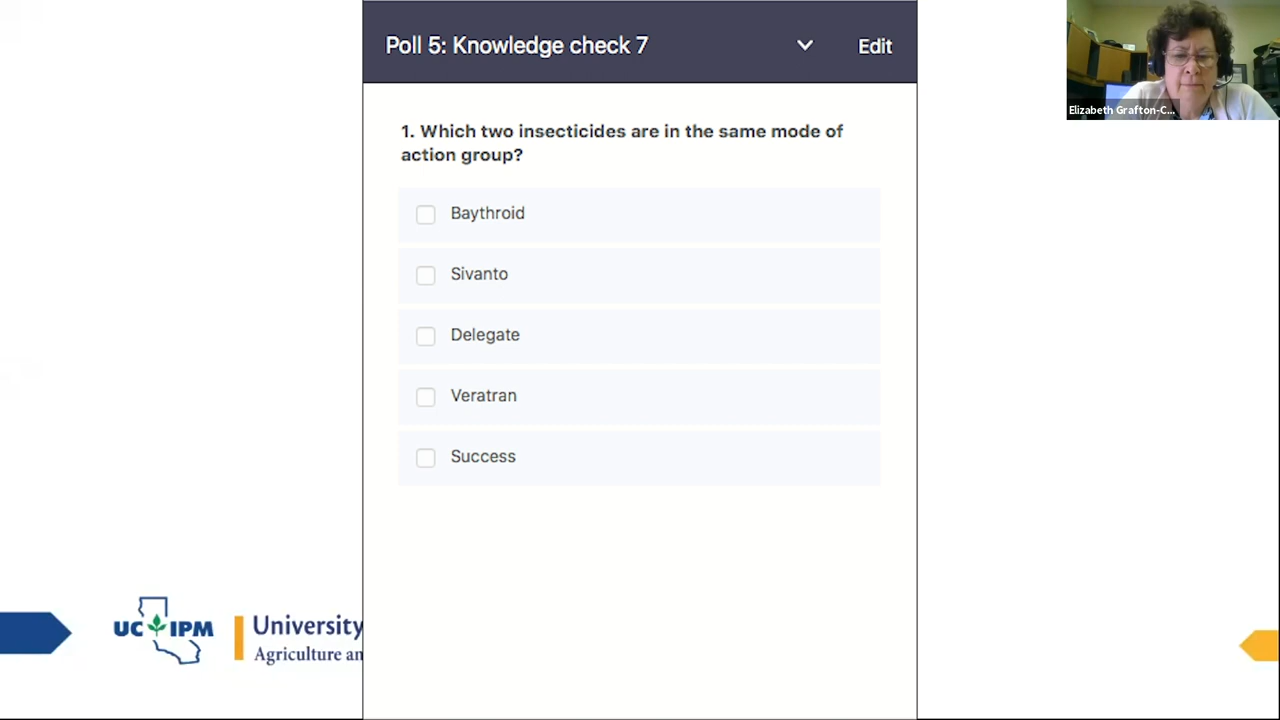 Poll 5: Knowledge check 7
Edit
Elizabeth Grafton-C...
1. Which two insecticides are in the same mode of
action group?
Baythroid
Sivanto
Delegate
Veratran
Success
UC IPM
University
Agriculture an